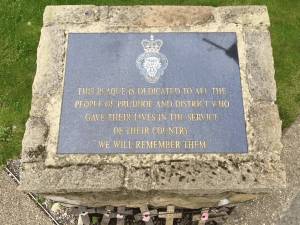 THIS PLAQUE IS DEDICATED TO ALL THE
PEOPLE OF PRUDHOE AND DISTRICT WHO
GAVE THEIR LIVES IN THE SERVICE
OF THEIR COUNTRY
"WE WILL REMEMBER THEM"